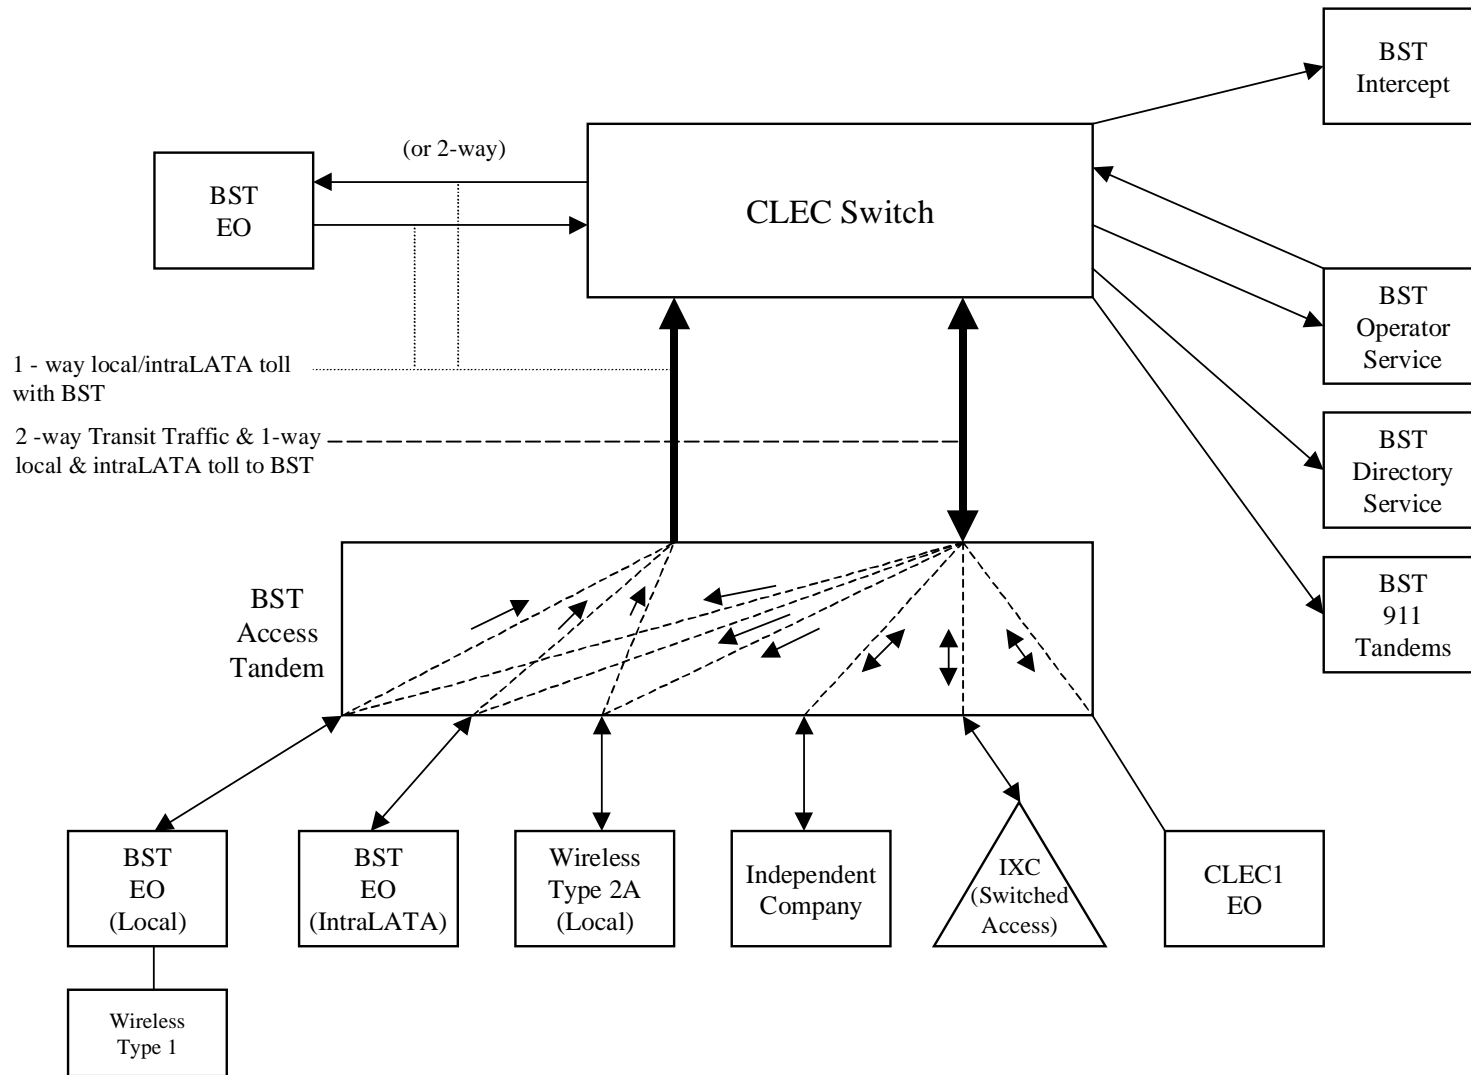 BST
Intercept
(or 2-way)
BST
EO
CLEC Switch
BST
Operator
Service
1 - way local/intraLATA toll
with BST
2 -way Transit Traffic & 1-way
local & intraLATA toll to BST
BST
Directory
Service
BST
911
Tandems
BST
Access
Tandem
BST
EO
(Local)
BST
EO
(IntraLATA)
Wireless
Type 2A
(Local)
Independent
Company
IXC
(Switched
Access)
CLEC1
EO
Wireless
Type 1